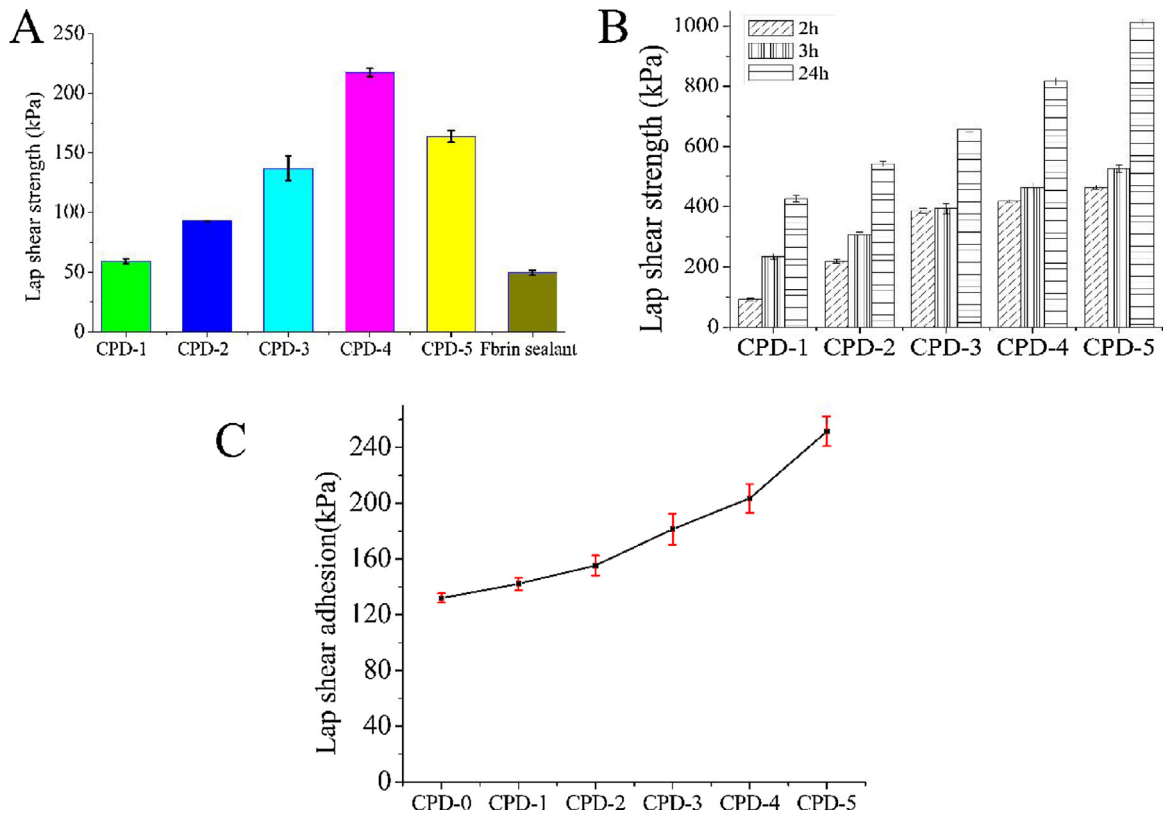 A
Lap shear strength (kPa)
250
200
150
100
50
0
CPD-1 CPD-2 CPD-3 CPD-4 CPD-5 Fbrin sealant
B
Lap shear strength (kPa)
2h
3h
24h
1000
800
600
400
200
0
CPD-1 CPD-2 CPD-3 CPD-4 CPD-5
C
Lap shear adhesion(kPa)
240
200
160
120
80
40
0
CPD-0 CPD-1 CPD-2 CPD-3 CPD-4 CPD-5